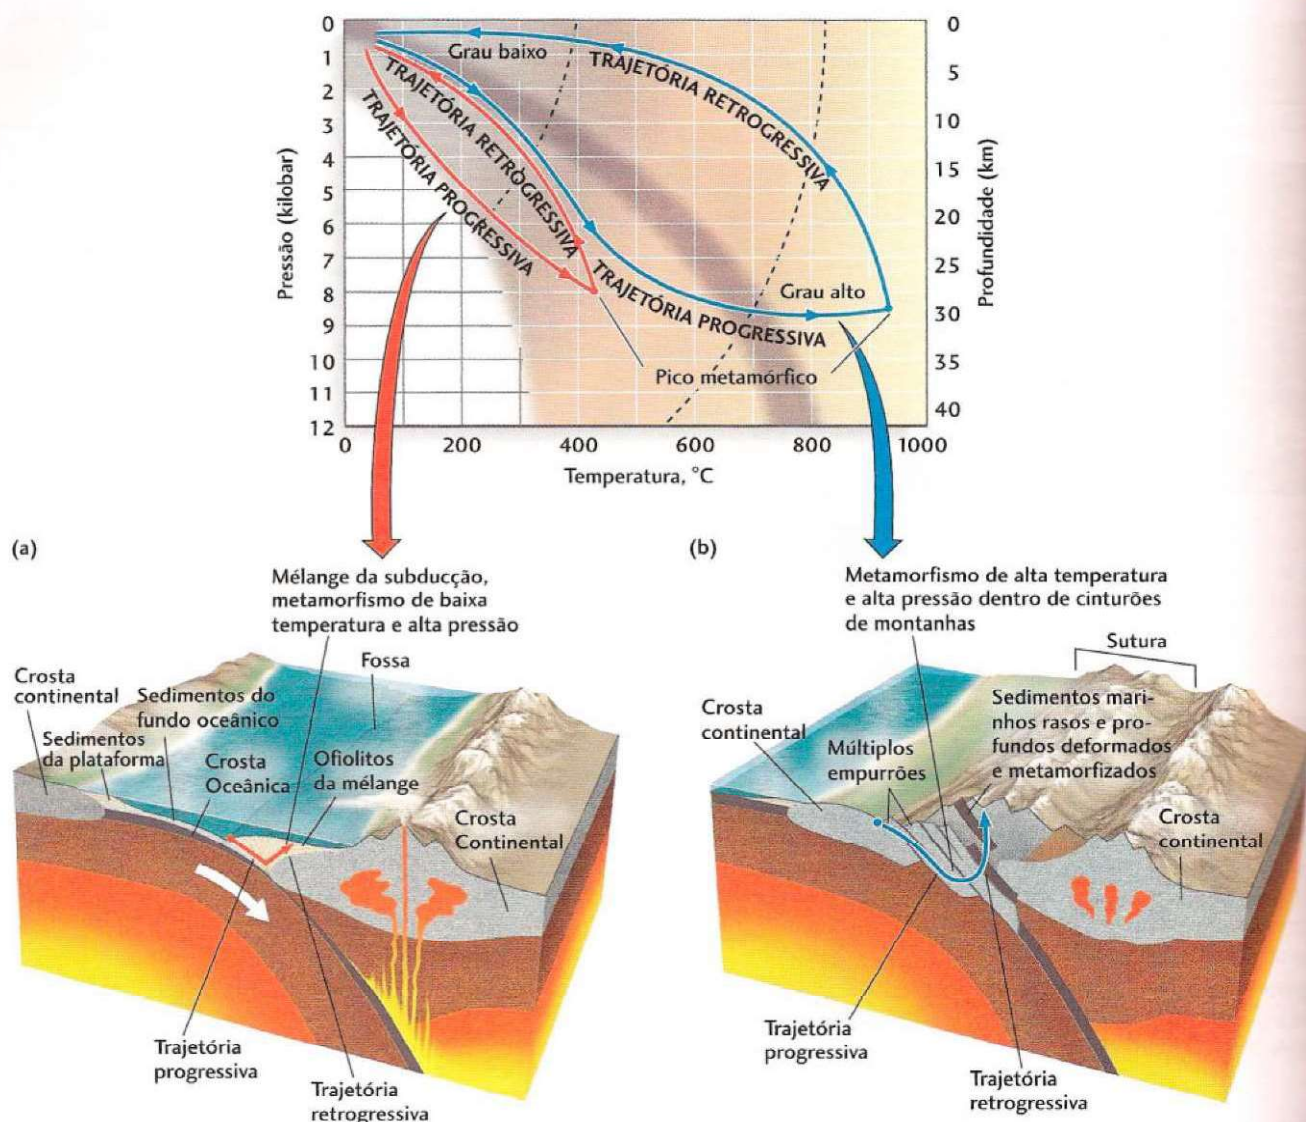 0
1
2
3
4
5
6
7
8
9
10
11
12
Pressão (kilobar)
0
5
10
15
20
25
30
35
40
Profundidade (km)
0
200
400
600
800
1000
Temperatura, °C
Grau baixo
TRAJETÓRIA RETROGRESSIVA
TRAJETÓRIA RETROGRESSIVA
TRAJETÓRIA PROGRESSIVA
TRAJETÓRIA PROGRESSIVA
Grau alto
Pico metamórfico
(a)
Mélange da subducção,
metamorfismo de baixa
temperatura e alta pressão
Fossa
Crosta
continental
Sedimentos do
fundo oceânico
Sedimentos
da plataforma
Crosta
Oceânica
Ofiolitos
da mélange
Crosta
Continental
Trajetória
progressiva
Trajetória
retrogressiva
(b)
Metamorfismo de alta temperatura
e alta pressão dentro de cinturões
de montanhas
Sutura
Crosta
continental
Múltiplos
empurrões
Sedimentos mari-
nhos rasos e pro-
fundos deformados
e metamorfizados
Crosta
Continental
Trajetória
progressiva
Trajetória
retrogressiva